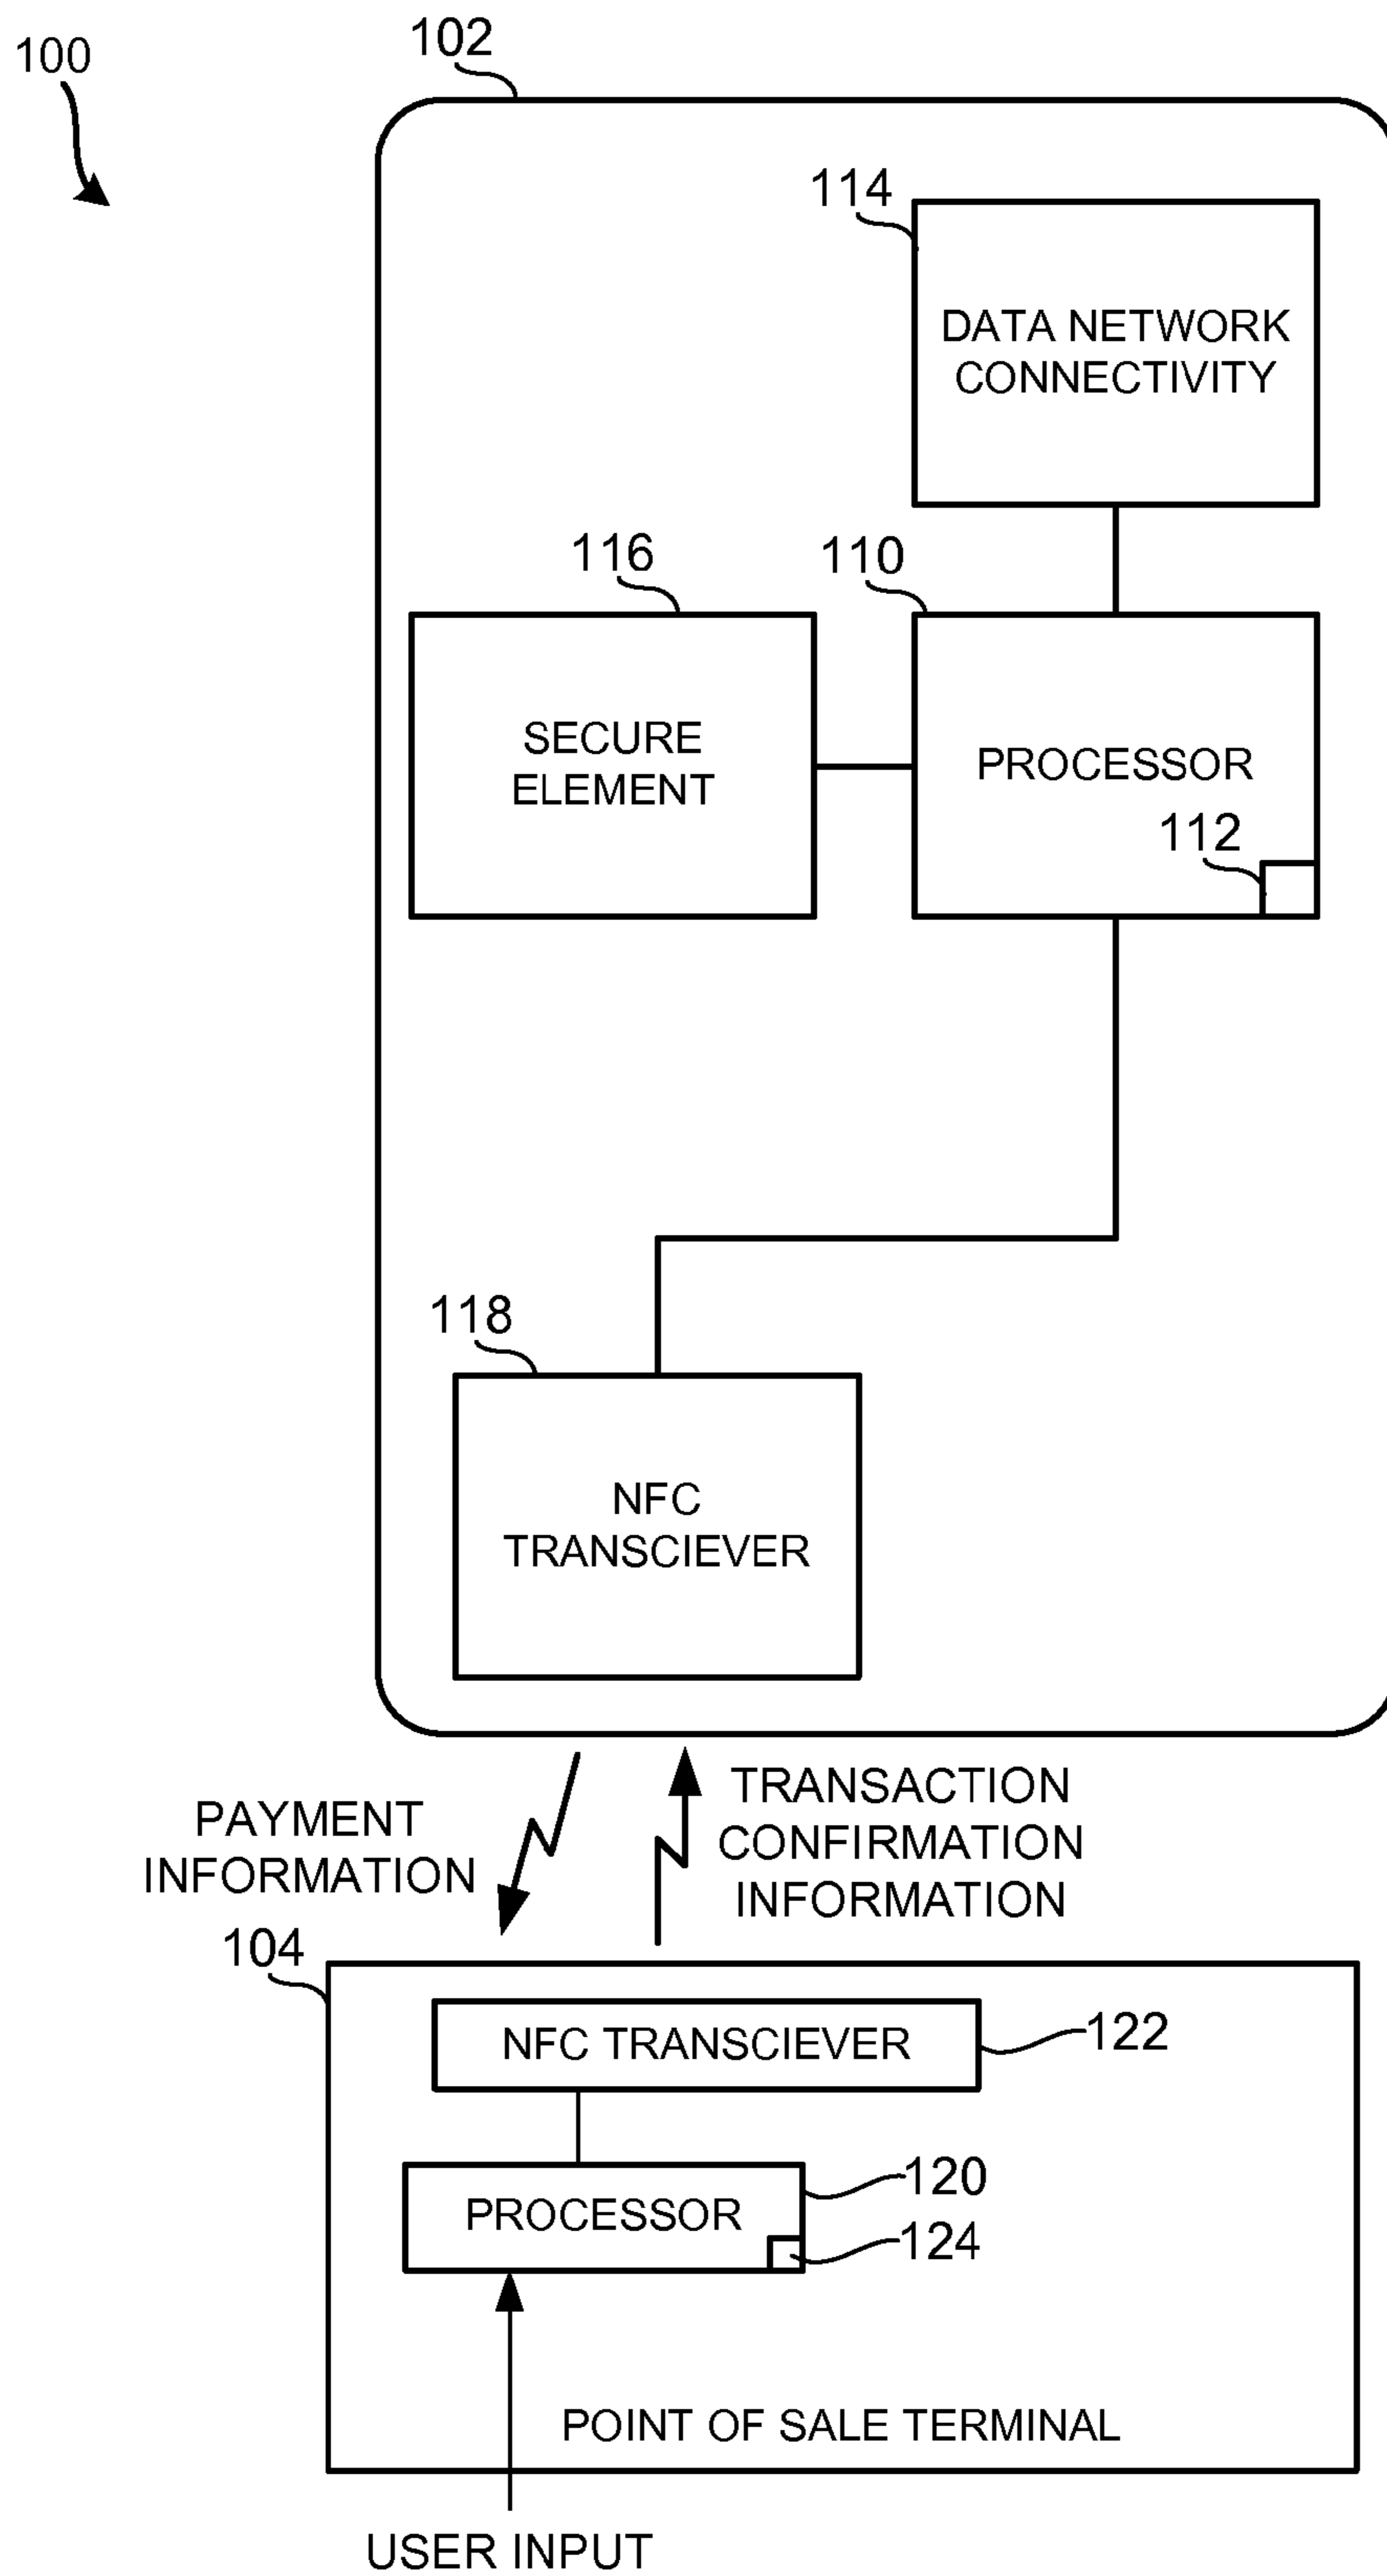 100
102
114
DATA NETWORK
CONNECTIVITY
116
110
SECURE
ELEMENT
PROCESSOR
112
118
NFC
TRANSCIEVER
PAYMENT
INFORMATION
TRANSACTION
CONFIRMATION
INFORMATION
104
NFC TRANSCIEVER
122
PROCESSOR
120
124
POINT OF SALE TERMINAL
USER INPUT